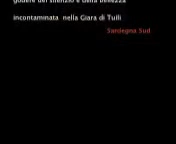 godere del silenzio e della bellezza
incontaminata nella Giara di Tuili
Sardegna Sud